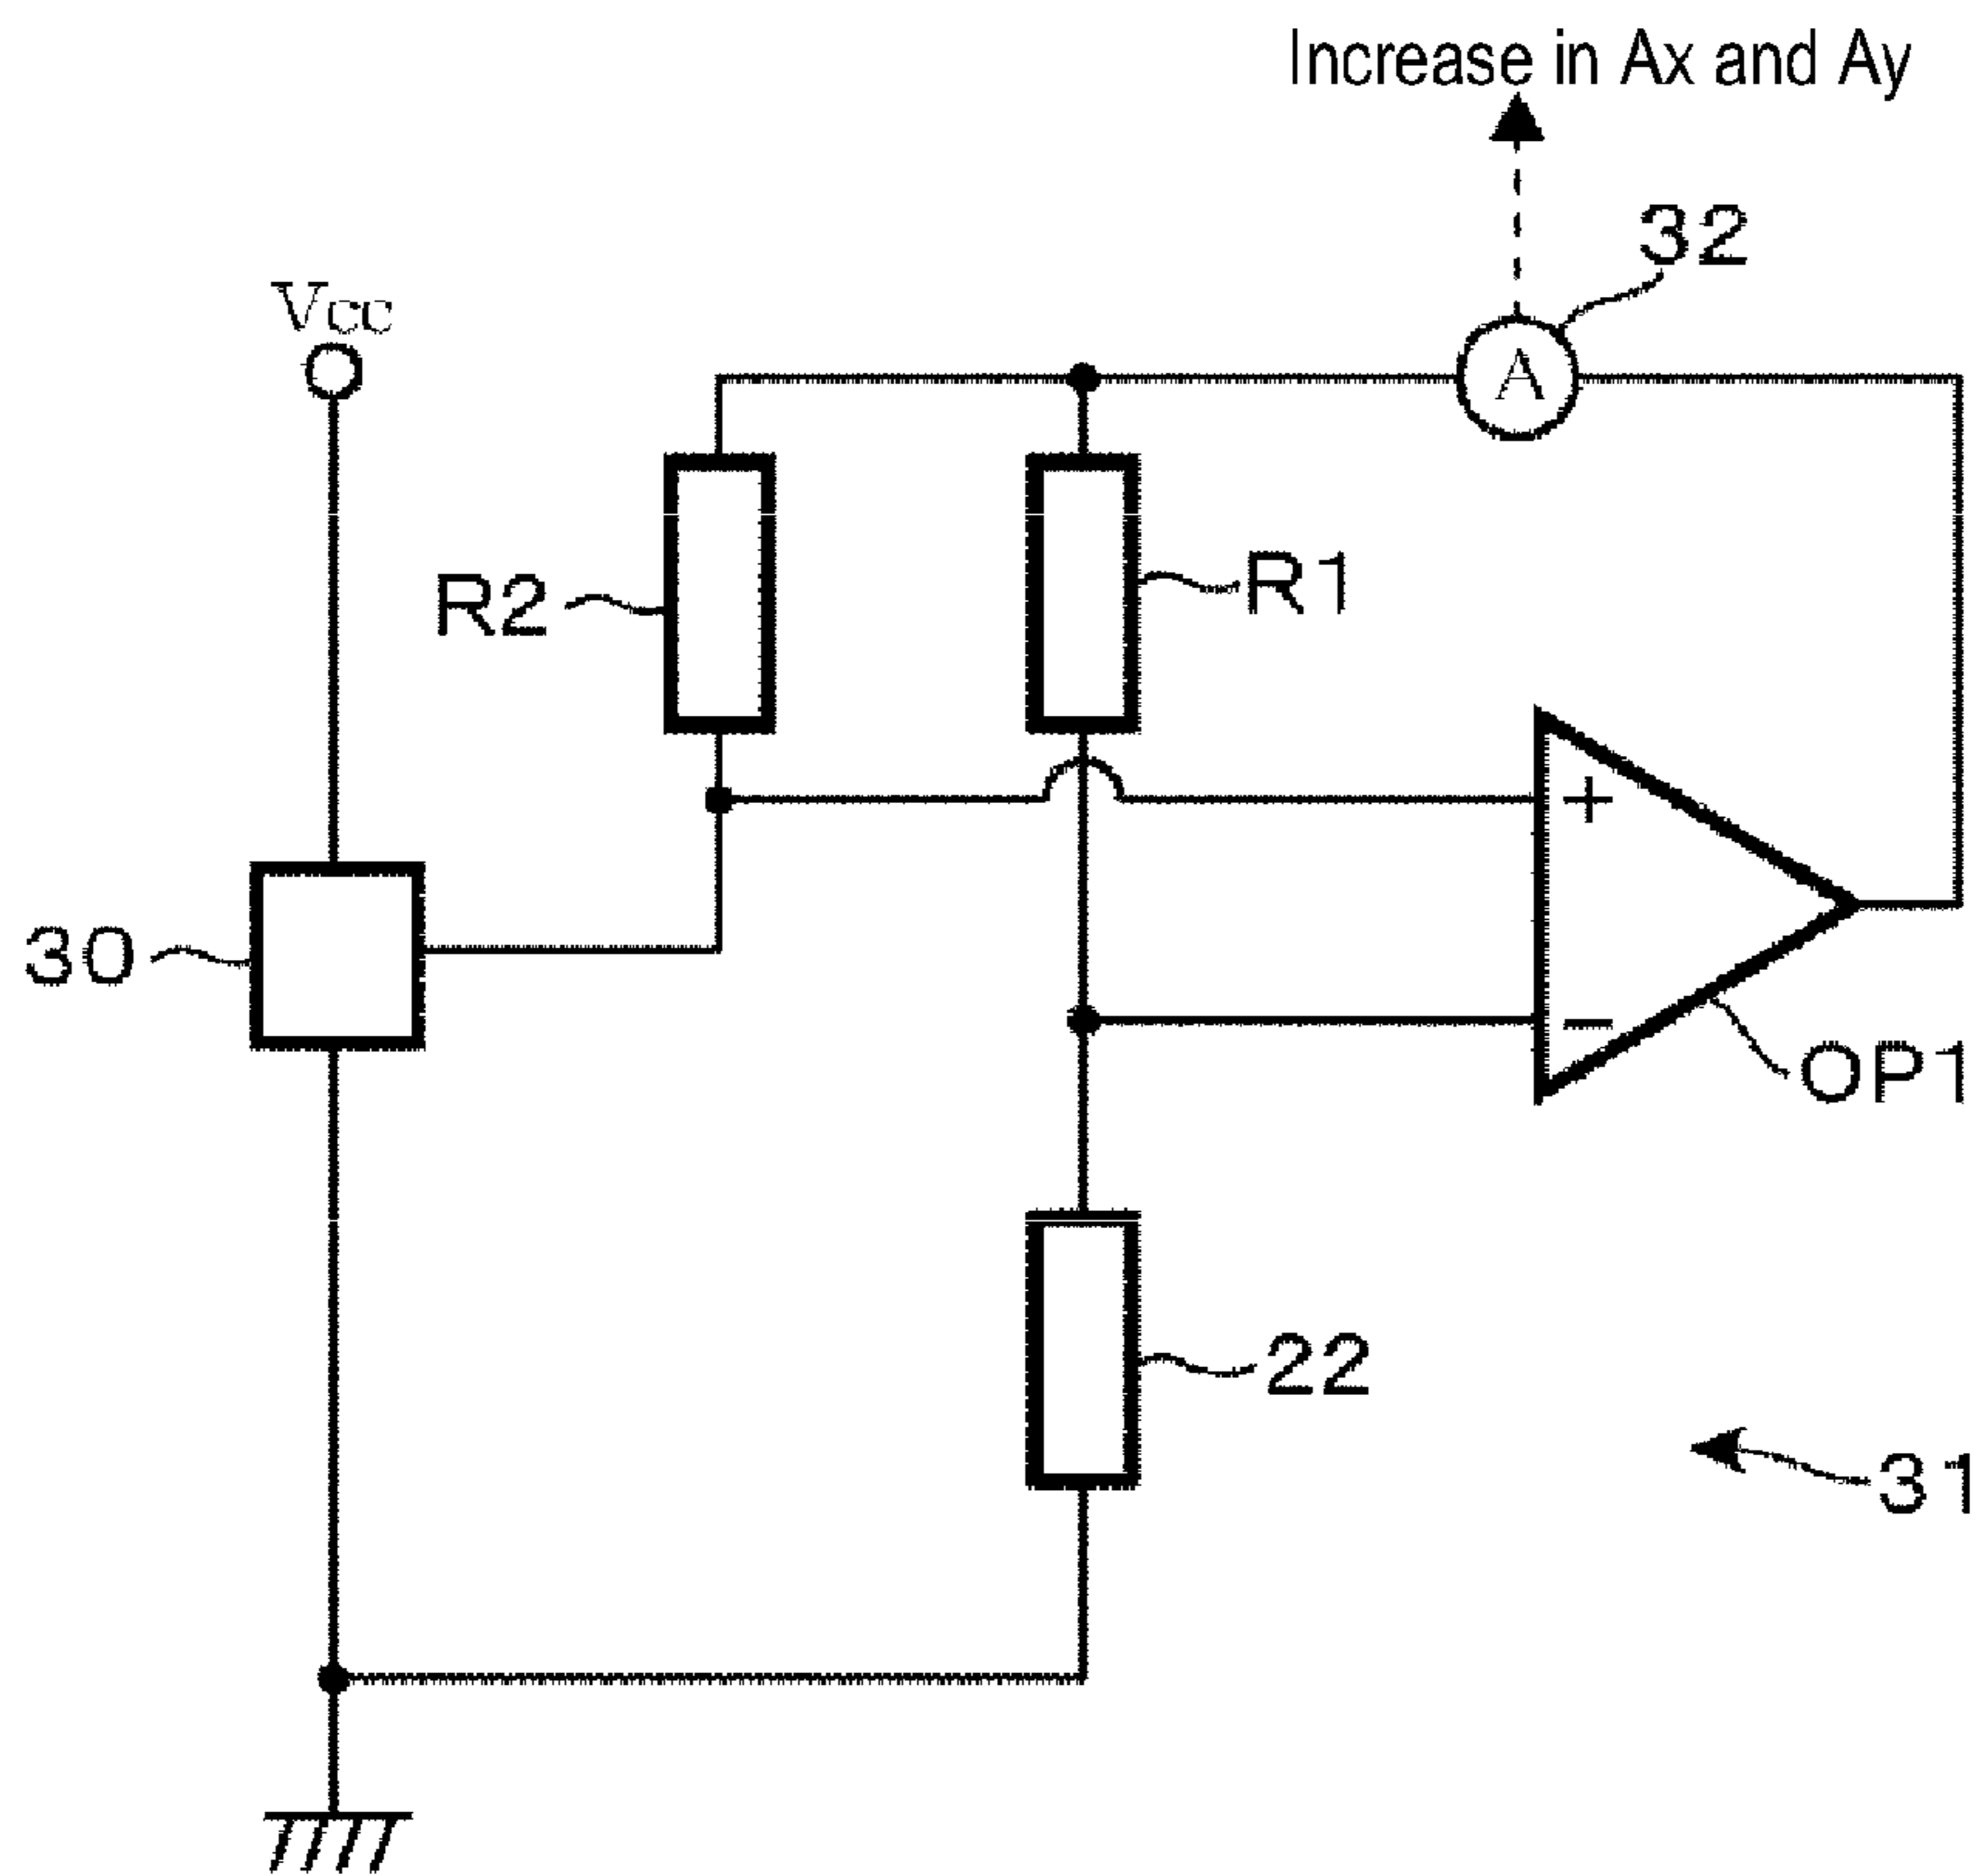 Increase in Ax and Ay
32
Vcc
A
R2
R1
+
30
−
OP1
22
31